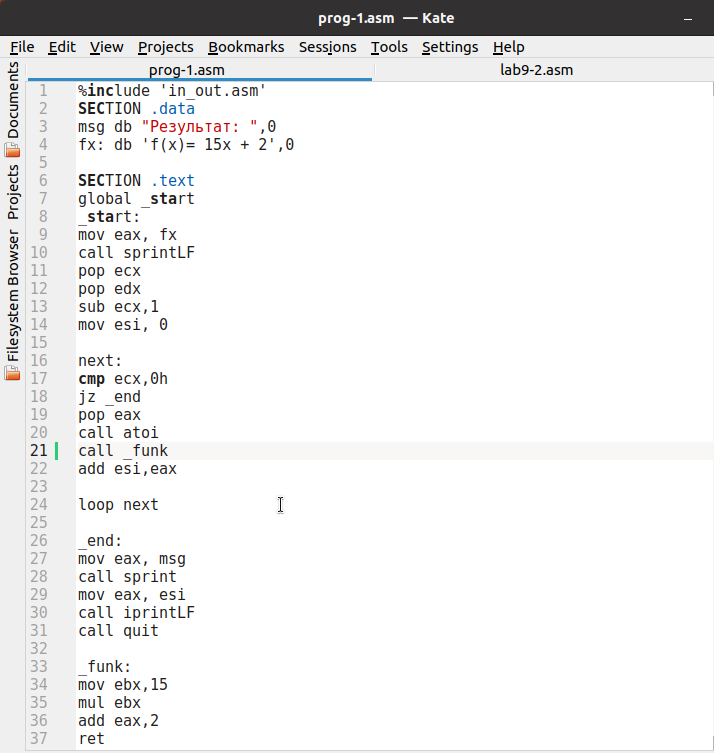 prog-1.asm — Kate
File Edit View Projects Bookmarks Sessions Tools Settings Help
prog-1.asm lab9-2.asm
Documents
Projects
Filesystem Browser
1 %include 'in_out.asm'
2 SECTION .data
3 msg db "Результат: ",0
4 fx: db 'f(x)= 15x + 2',0
5
6 SECTION .text
7 global _start
8 _start:
9 mov eax, fx
10 call sprintLF
11 pop ecx
12 pop edx
13 sub ecx,1
14 mov esi, 0
15
16 next:
17 cmp ecx,0h
18 jz _end
19 pop eax
20 call atoi
21 call _funk
22 add esi,eax
23
24 loop next
25
26 _end:
27 mov eax, msg
28 call sprint
29 mov eax, esi
30 call iprintLF
31 call quit
32
33 _funk:
34 mov ebx,15
35 mul ebx
36 add eax,2
37 ret